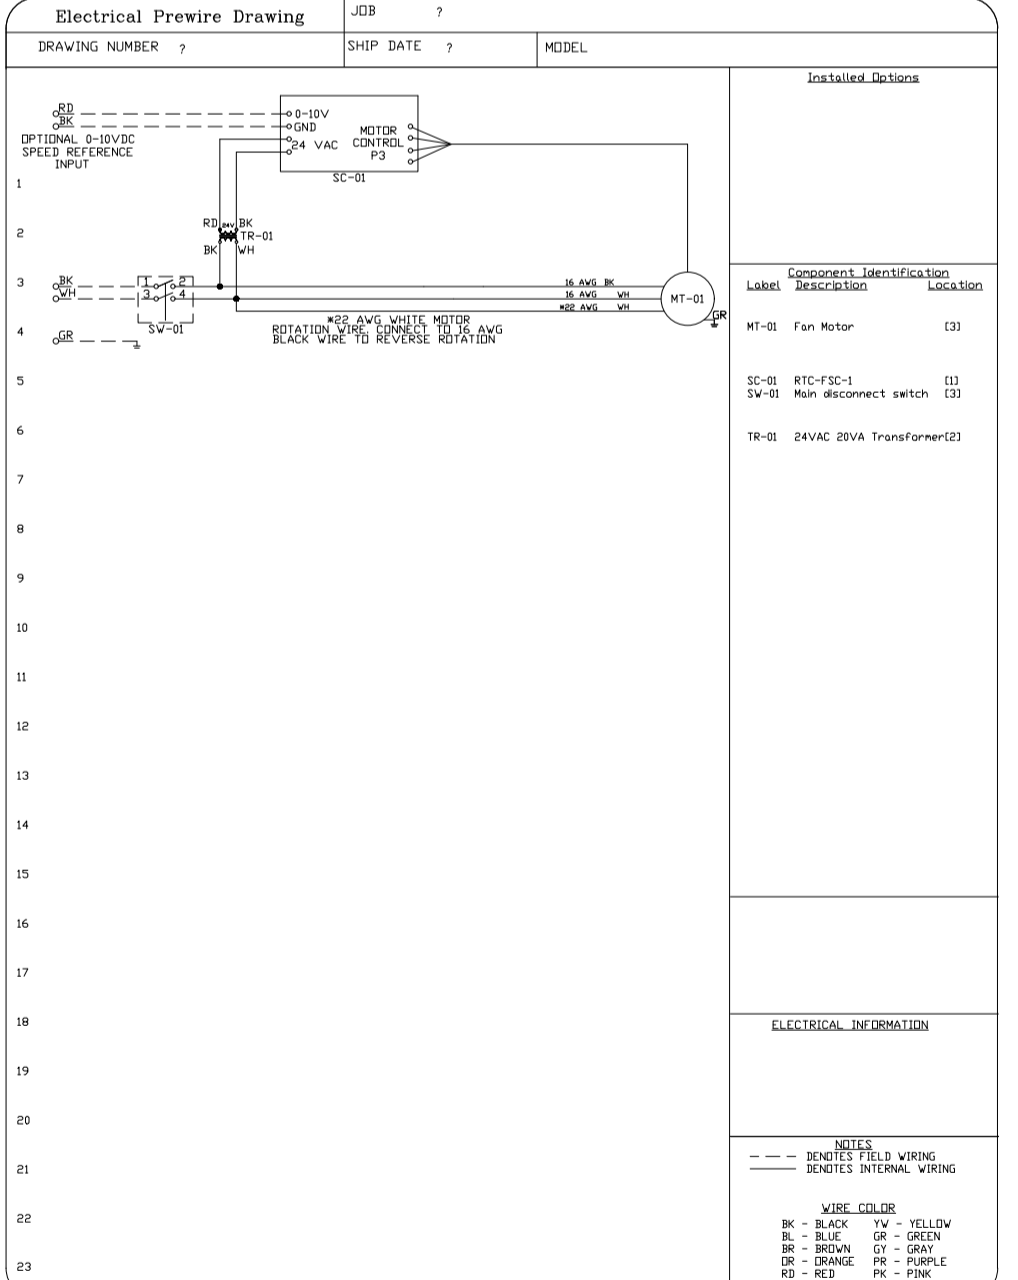 Electrical Prewire Drawing
JOB ?
DRAWING NUMBER ?
SHIP DATE ?
MODEL
RD
BK
OPTIONAL 0-10VDC
SPEED REFERENCE
INPUT
0-10V
GND
24 VAC
MOTOR
CONTROL
P3
SC-01
RD 24V BK
TR-01
BK WH
BK
WH
1 2
3 4
SW-01
GR
16 AWG BK
16 AWG WH
*22 AWG WH
MT-01
GR
*22 AWG WHITE MOTOR
ROTATION WIRE. CONNECT TO 16 AWG
BLACK WIRE TO REVERSE ROTATION
1
2
3
4
5
6
7
8
9
10
11
12
13
14
15
16
17
18
19
20
21
22
23
Installed Options
Component Identification
Label Description Location
MT-01 Fan Motor [3]
SC-01 RTC-FSC-1 [1]
SW-01 Main disconnect switch [3]
TR-01 24VAC 20VA Transformer[2]
ELECTRICAL INFORMATION
NOTES
DENOTES FIELD WIRING
DENOTES INTERNAL WIRING
WIRE COLOR
BK - BLACK YW - YELLOW
BL - BLUE GR - GREEN
BR - BROWN GY - GRAY
OR - ORANGE PR - PURPLE
RD - RED PK - PINK